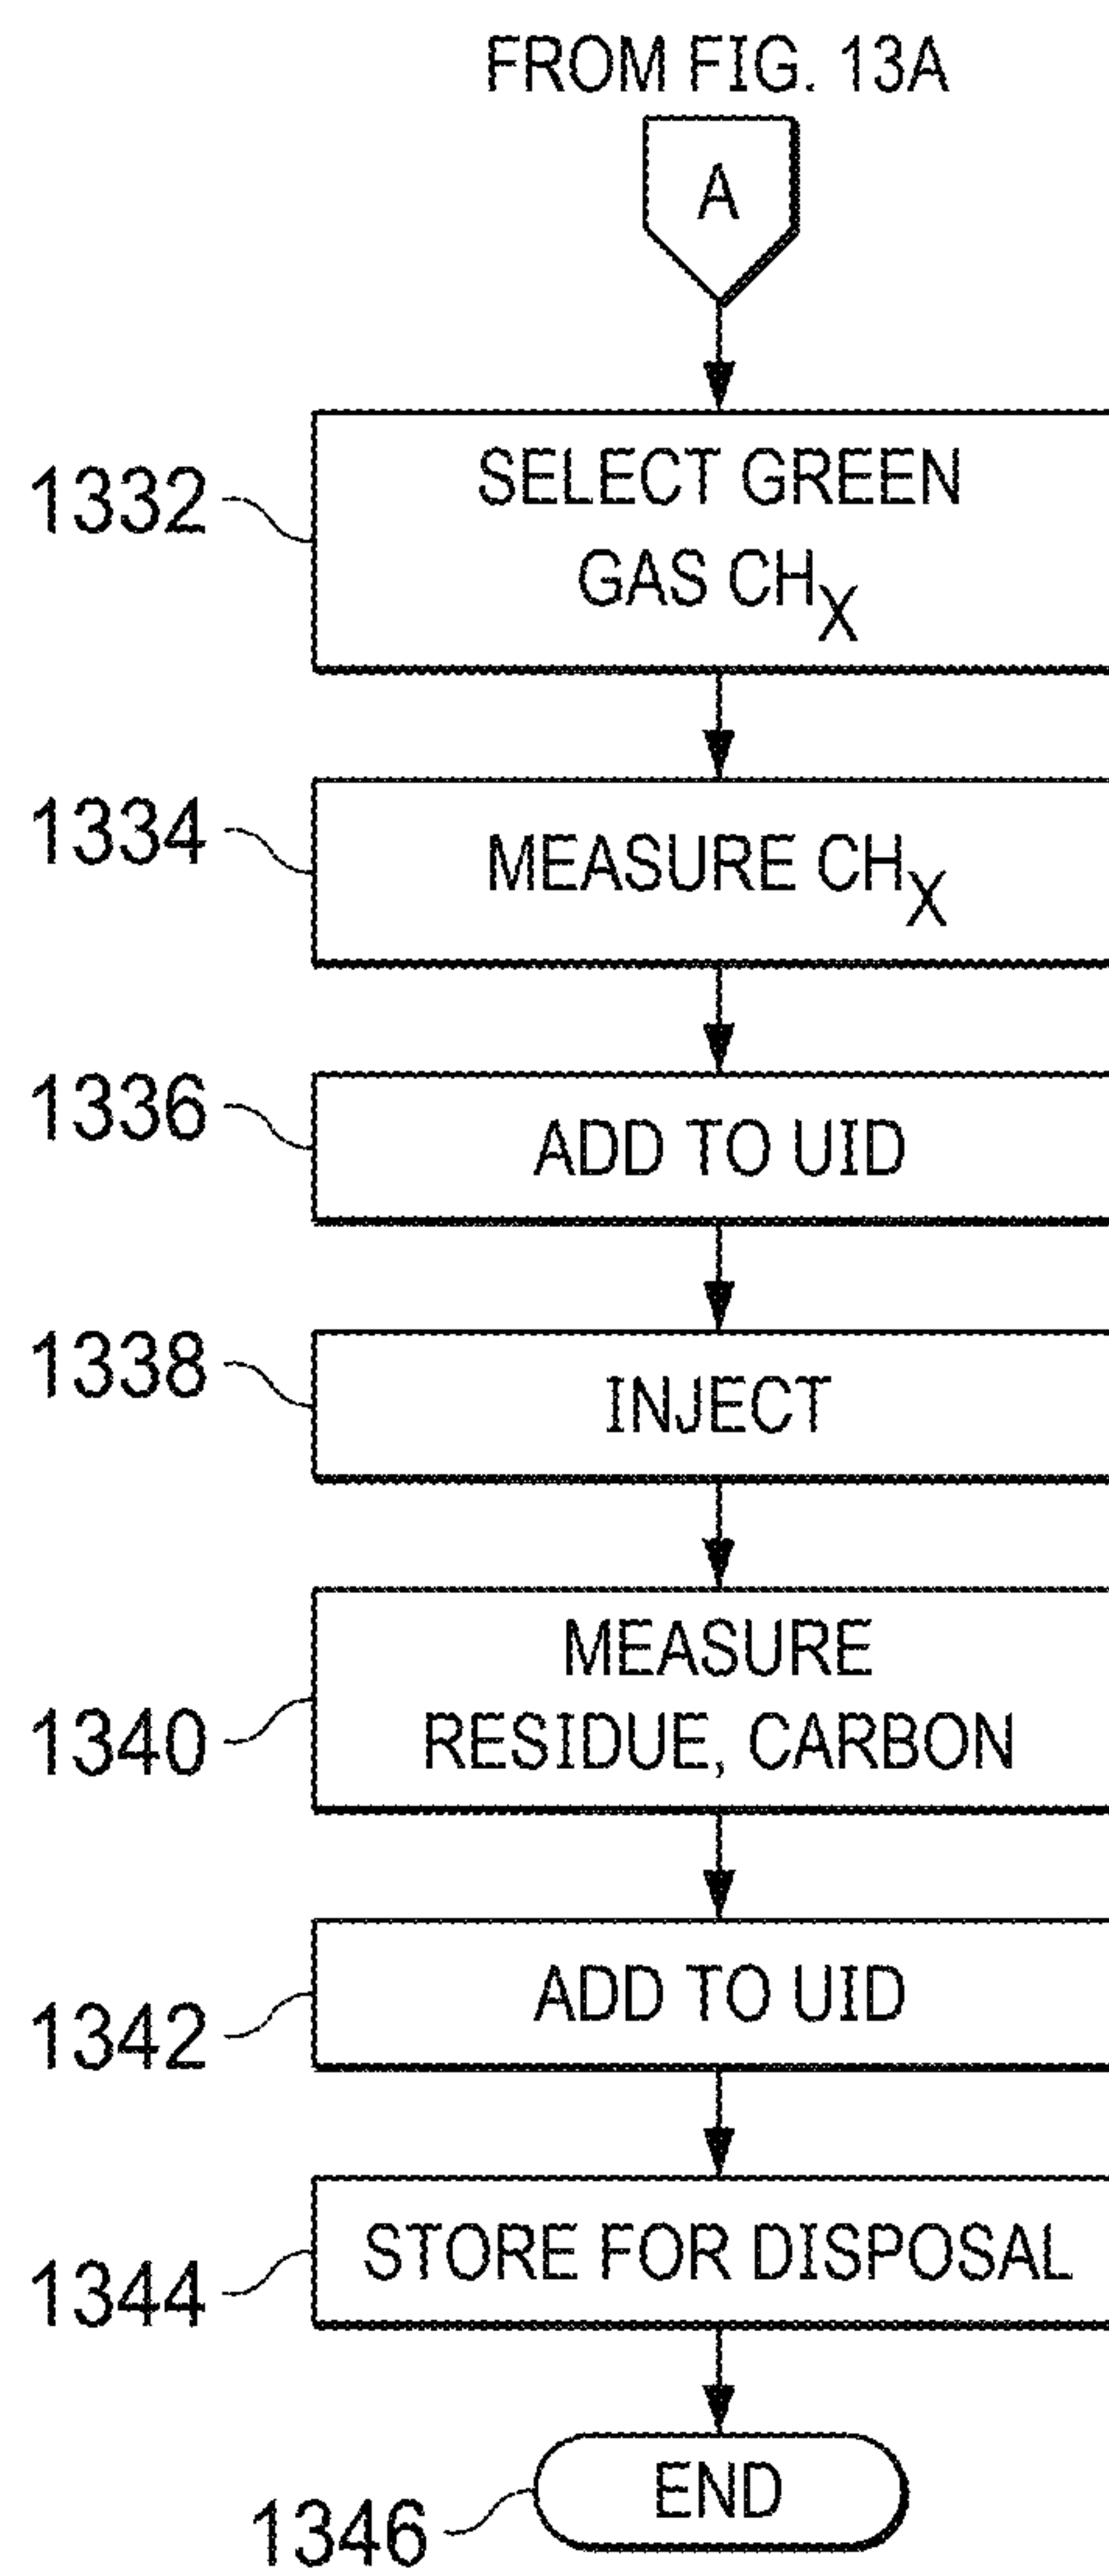 FROM FIG. 13A
A
1332
SELECT GREEN
GAS CHX
1334
MEASURE CHX
1336
ADD TO UID
1338
INJECT
1340
MEASURE
RESIDUE, CARBON
1342
ADD TO UID
1344
STORE FOR DISPOSAL
1346
END